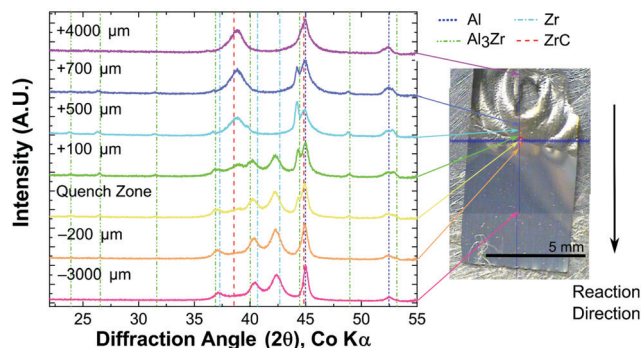 Intensity (A.U.)
+4000 μm
+700 μm
+500 μm
+100 μm
Quench Zone
−200 μm
−3000 μm
25 30 35 40 45 50 55
Diffraction Angle (2θ), Co Kα
Al Zr
Al₃Zr ZrC
5 mm
Reaction
Direction